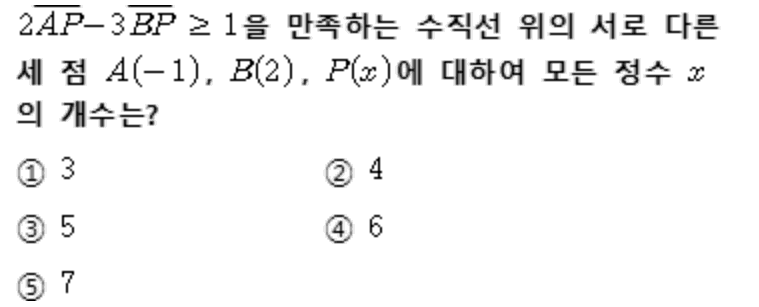 2AP−3BP ≥ 1을 만족하는 수직선 위의 서로 다른
세 점 A(−1), B(2), P(x)에 대하여 모든 정수 x
의 개수는?
① 3 ② 4
③ 5 ④ 6
⑤ 7